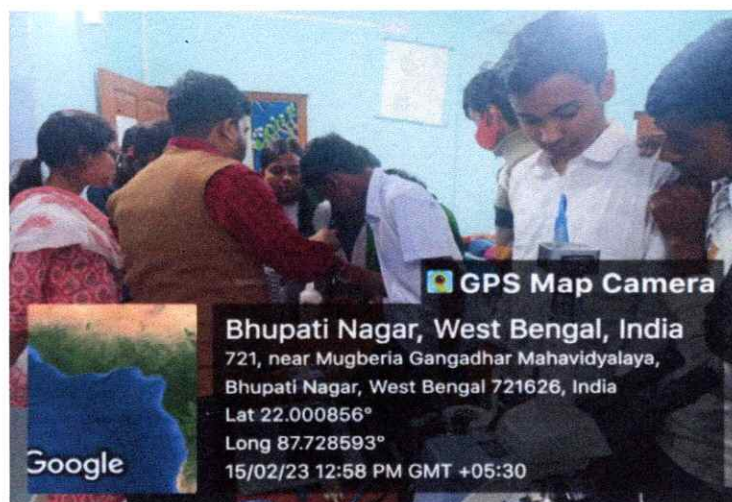 GPS Map Camera
Bhupati Nagar, West Bengal, India
721, near Mugberia Gangadhar Mahavidyalaya,
Bhupati Nagar, West Bengal 721626, India
Lat 22.000856°
Long 87.728593°
15/02/23 12:58 PM GMT +05:30
Google